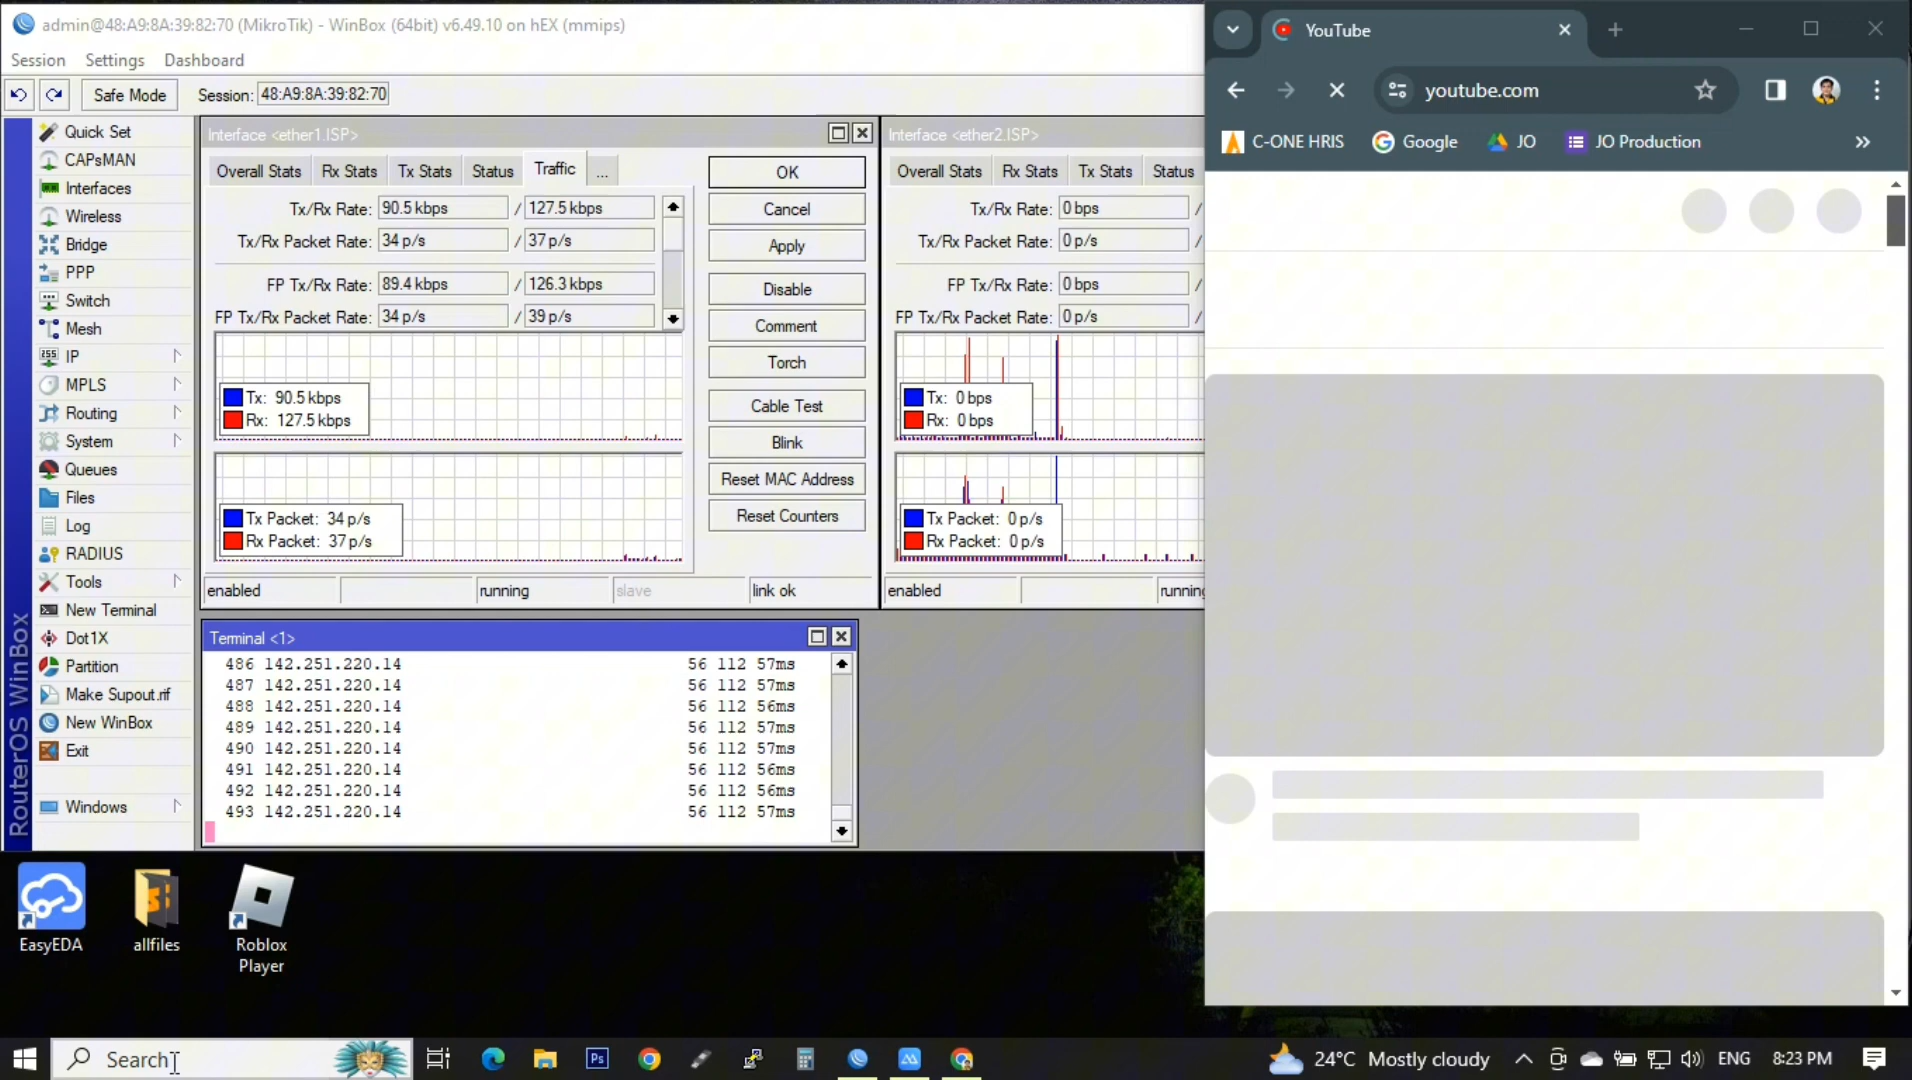 admin@48:A9:8A:39:82:70 (MikroTik) - WinBox (64bit) v6.49.10 on hEX (mmips)
Session Settings Dashboard
Safe Mode Session: 48:A9:8A:39:82:70
RouterOS WinBox
Quick Set
CAPsMAN
Interfaces
Wireless
Bridge
PPP
Switch
Mesh
IP
MPLS
Routing
System
Queues
Files
Log
RADIUS
Tools
New Terminal
Dot1X
Partition
Make Supout.rif
New WinBox
Exit
Windows
Interface <ether1.ISP>
Overall Stats Rx Stats Tx Stats Status Traffic ...
Tx/Rx Rate: 90.5 kbps / 127.5 kbps
Tx/Rx Packet Rate: 34 p/s / 37 p/s
FP Tx/Rx Rate: 89.4 kbps / 126.3 kbps
FP Tx/Rx Packet Rate: 34 p/s / 39 p/s
Tx: 90.5 kbps
Rx: 127.5 kbps
Tx Packet: 34 p/s
Rx Packet: 37 p/s
OK
Cancel
Apply
Disable
Comment
Torch
Cable Test
Blink
Reset MAC Address
Reset Counters
enabled running slave link ok
Interface <ether2.ISP>
Overall Stats Rx Stats Tx Stats Status
Tx/Rx Rate: 0 bps /
Tx/Rx Packet Rate: 0 p/s /
FP Tx/Rx Rate: 0 bps /
FP Tx/Rx Packet Rate: 0 p/s /
Tx: 0 bps
Rx: 0 bps
Tx Packet: 0 p/s
Rx Packet: 0 p/s
enabled running
Terminal <1>
486 142.251.220.14 56 112 57ms
487 142.251.220.14 56 112 57ms
488 142.251.220.14 56 112 56ms
489 142.251.220.14 56 112 57ms
490 142.251.220.14 56 112 57ms
491 142.251.220.14 56 112 56ms
492 142.251.220.14 56 112 56ms
493 142.251.220.14 56 112 57ms
YouTube
youtube.com
C-ONE HRIS Google JO JO Production
EasyEDA
allfiles
Roblox
Player
Search
Ps
24°C Mostly cloudy
ENG
8:23 PM